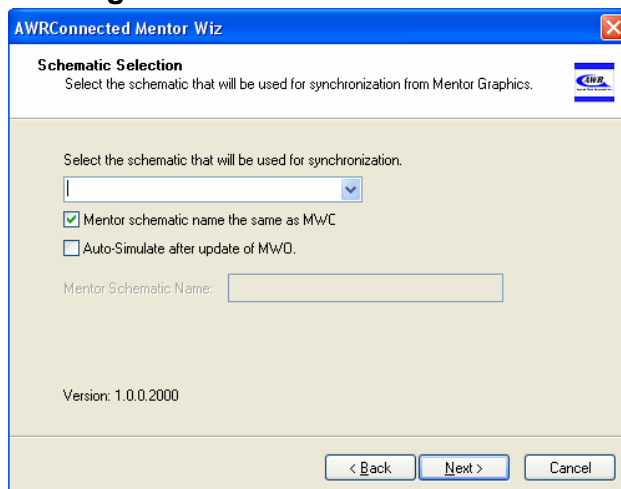 AWRConnected Mentor Wiz
Schematic Selection
Select the schematic that will be used for synchronization from Mentor Graphics.
AWR
Select the schematic that will be used for synchronization.
Mentor schematic name the same as MWC
Auto-Simulate after update of MWO.
Mentor Schematic Name:
Version: 1.0.0.2000
< Back
Next >
Cancel